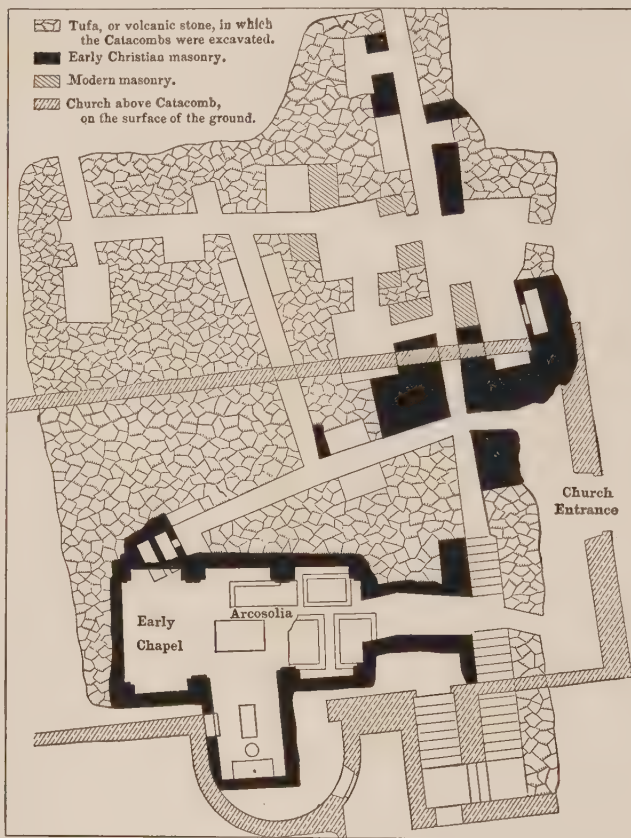 Tufa, or volcanic stone, in which
the Catacombs were excavated.
Early Christian masonry.
Modern masonry.
Church above Catacomb,
on the surface of the ground.
Church
Entrance
Arcosolia
Early
Chapel